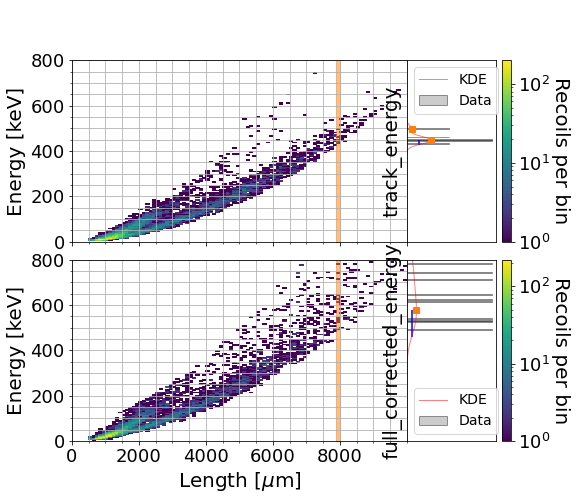 800
600
400
200
0
Energy [keV]
track_energy
KDE
Data
10²
10¹
10⁰
Recoils per bin
800
600
400
200
0
Energy [keV]
full_corrected_energy
KDE
Data
10²
10¹
10⁰
Recoils per bin
0 2000 4000 6000 8000
Length [μm]